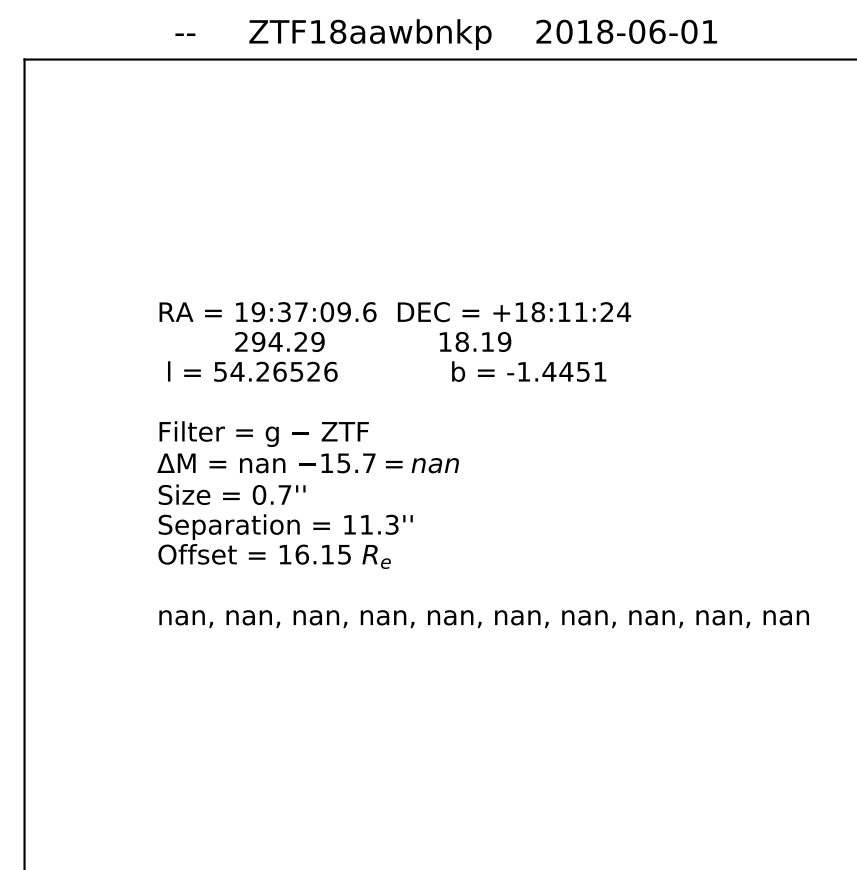 -- ZTF18aawbnkp 2018-06-01
RA = 19:37:09.6 DEC = +18:11:24
294.29 18.19
l = 54.26526 b = -1.4451
Filter = g − ZTF
ΔM = nan −15.7 = nan
Size = 0.7''
Separation = 11.3''
Offset = 16.15 Re
nan, nan, nan, nan, nan, nan, nan, nan, nan, nan